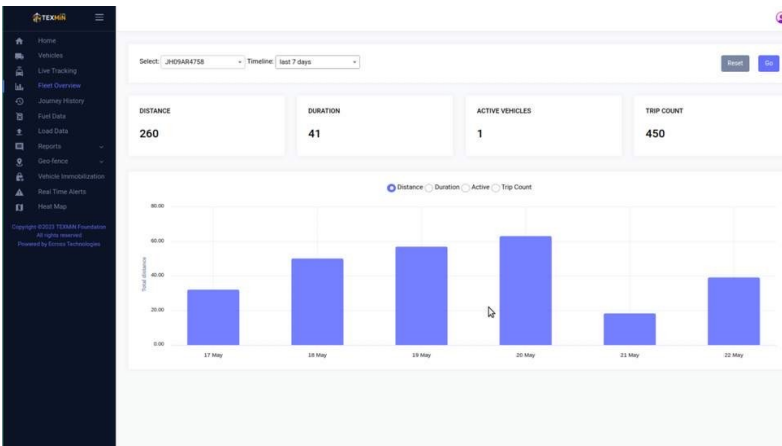 TEXMiN
Home
Vehicles
Live Tracking
Fleet Overview
Journey History
Fuel Data
Load Data
Reports
Geo-fence
Vehicle Immobilization
Real Time Alerts
Heat Map
Copyright ©2023 TEXMiN Foundation
All rights reserved
Powered by Enross Technologies
Select: JH09AR4758 Timeline: last 7 days Reset Go
DISTANCE DURATION ACTIVE VEHICLES TRIP COUNT
260 41 1 450
Distance Duration Active Trip Count
Total distance
80.00
60.00
40.00
20.00
0.00
17 May 18 May 19 May 20 May 21 May 22 May